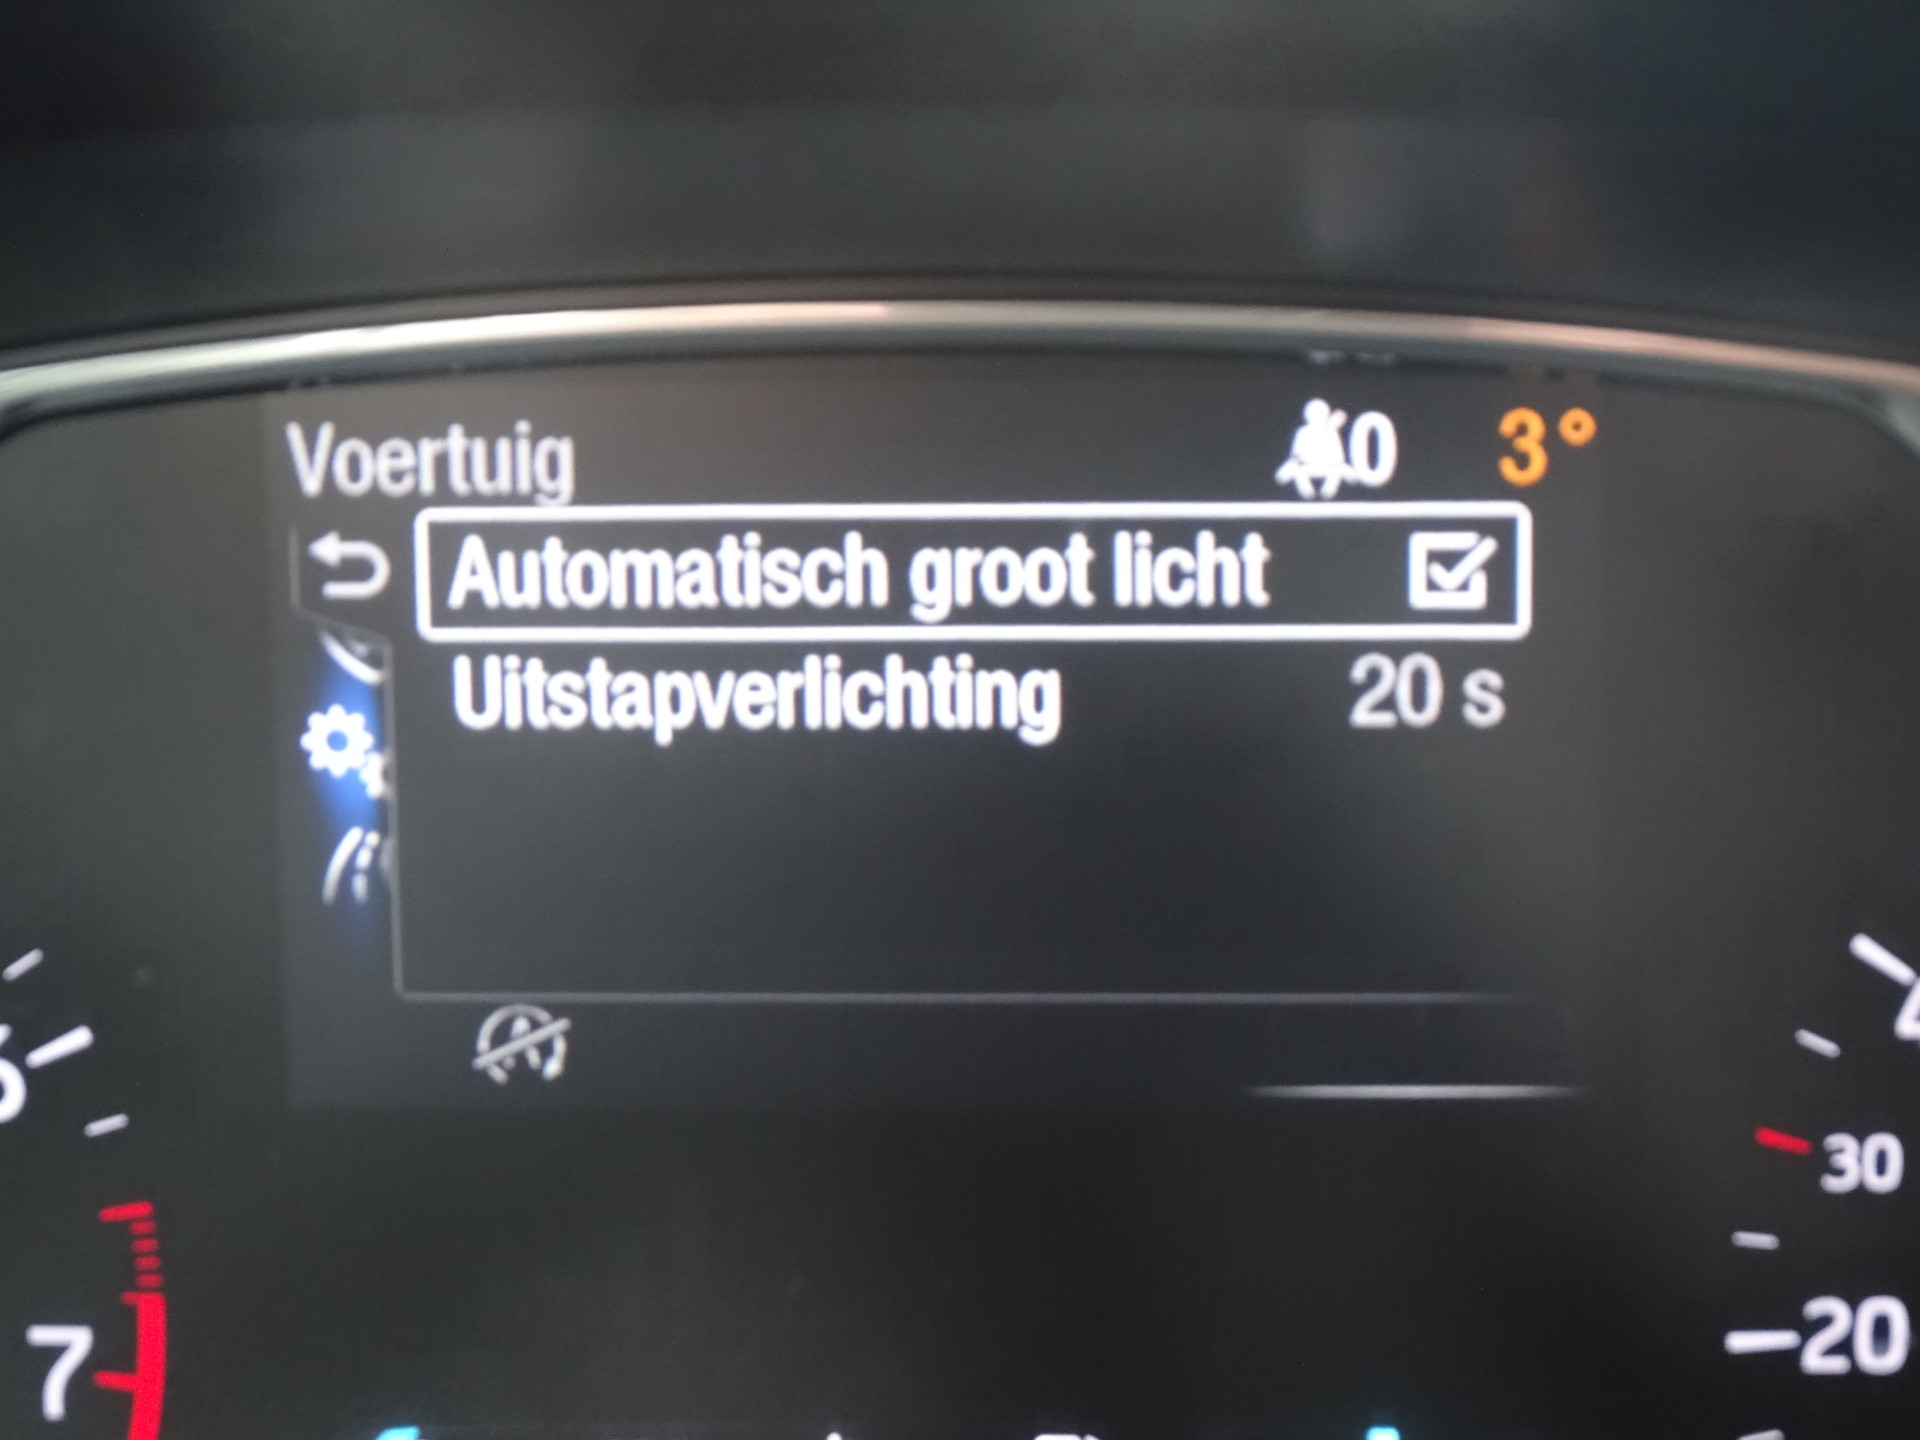 Voertuig 0 3°
Automatisch groot licht
Uitstapverlichting 20 s
30
20
7